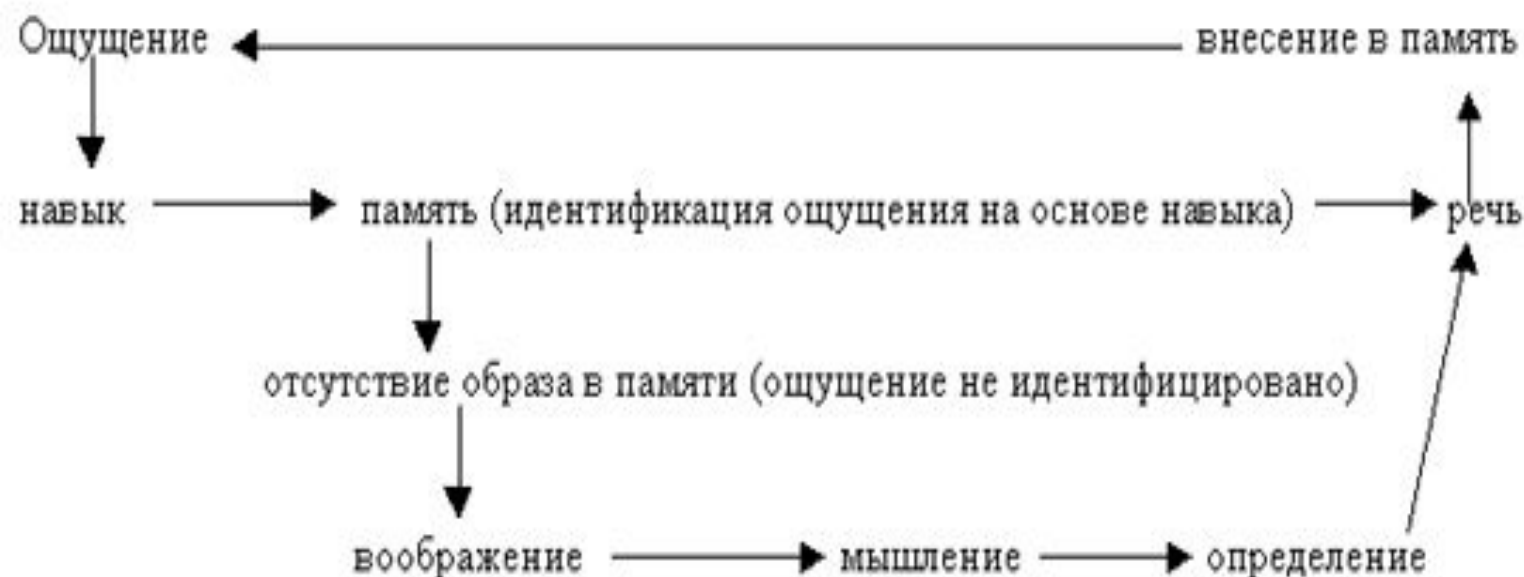 Ощущение внесение в память
навык память (идентификация ощущения на основе навыка) речь
отсутствие образа в памяти (ощущение не идентифицировано)
воображение мышление определение